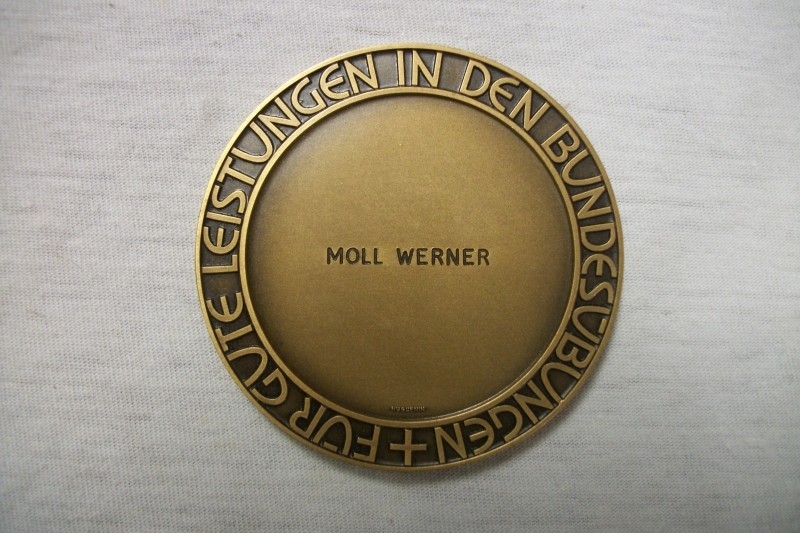 FÜR GUTE LEISTUNGEN IN DEN BUNDESÜBUNGEN +
MOLL WERNER